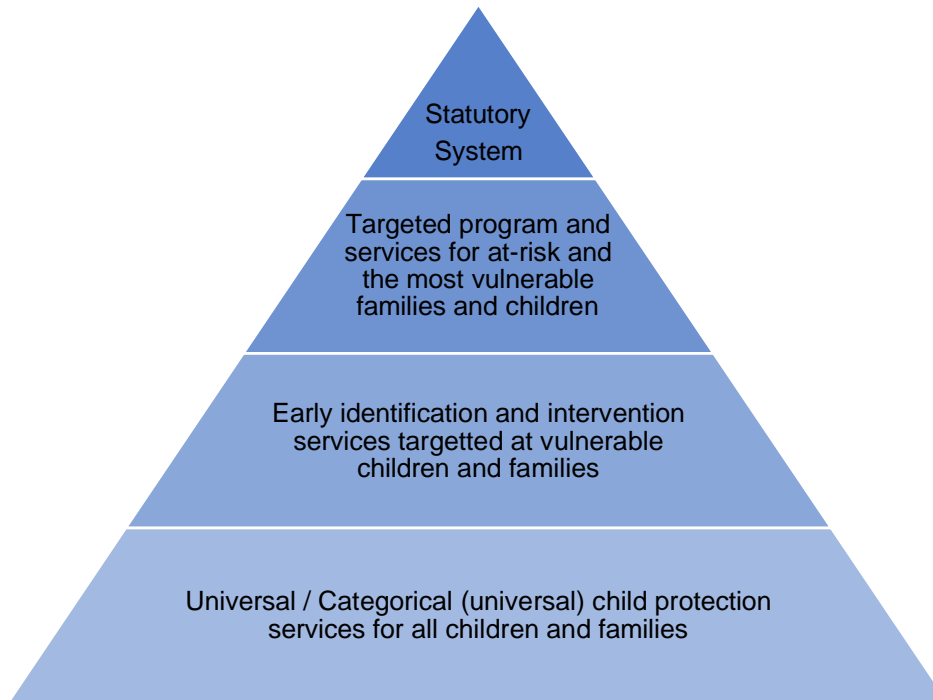 Statutory
System
Targeted program and
services for at-risk and
the most vulnerable
families and children
Early identification and intervention
services targetted at vulnerable
children and families
Universal / Categorical (universal) child protection
services for all children and families